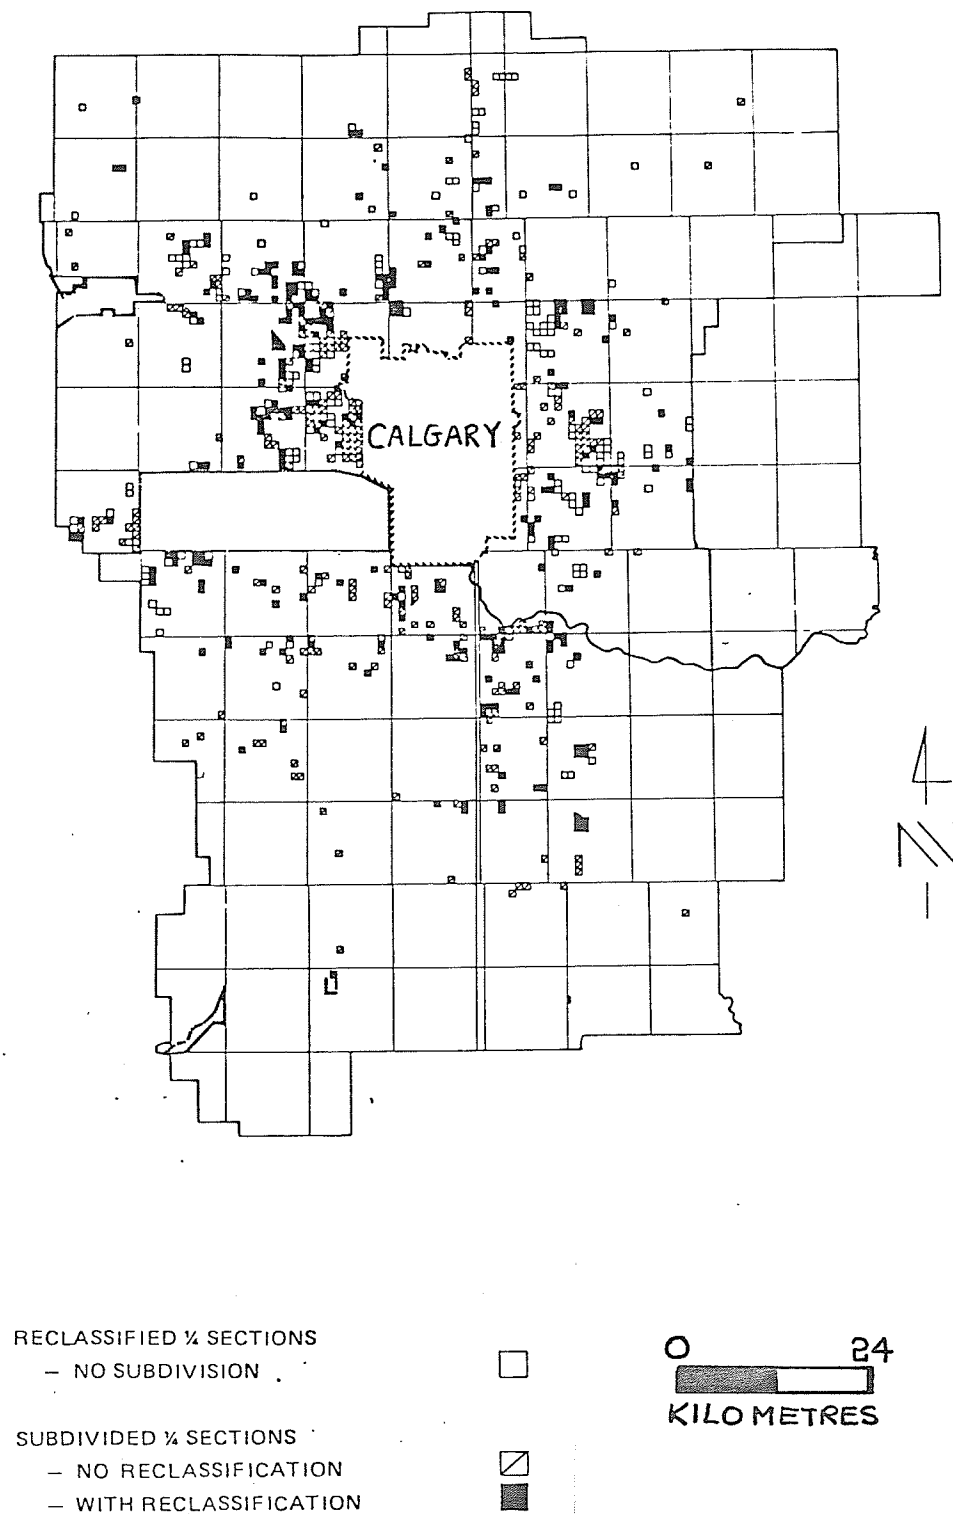 CALGARY
RECLASSIFIED ¼ SECTIONS
– NO SUBDIVISION
0 24
KILOMETRES
SUBDIVIDED ¼ SECTIONS
– NO RECLASSIFICATION
– WITH RECLASSIFICATION